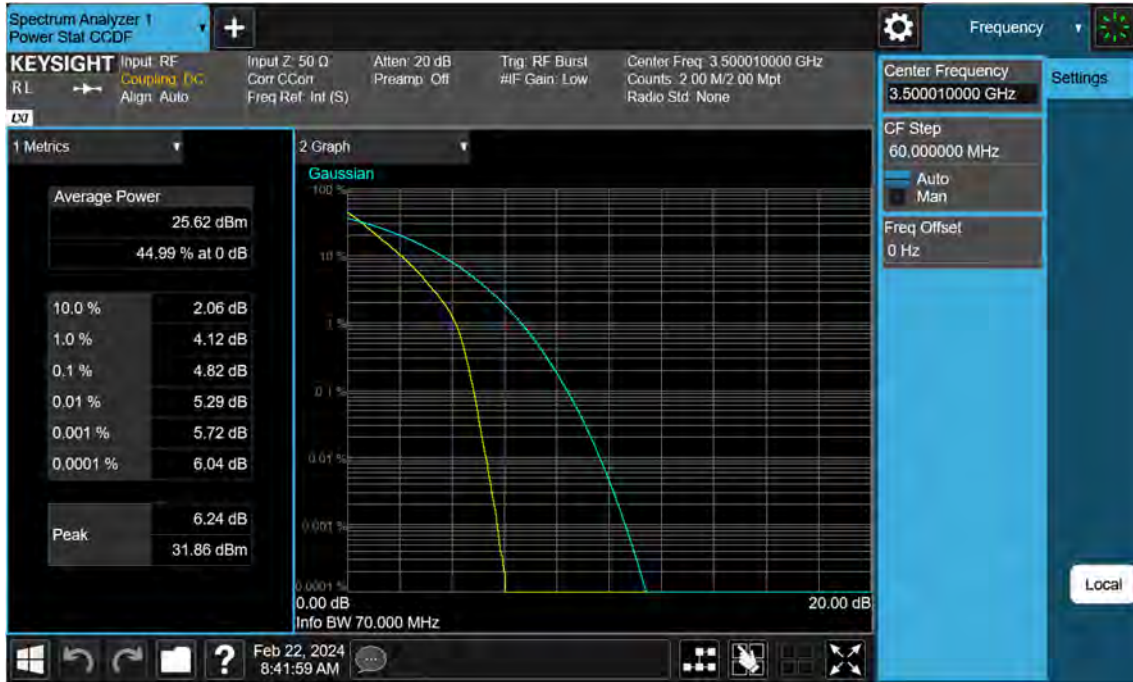 Spectrum Analyzer 1
Power Stat CCDF
Frequency
KEYSIGHT
RL
LXI
Input: RF
Coupling: DC
Align: Auto
Input Z: 50 Ω
Corr CCorr
Freq Ref: Int (S)
Atten: 20 dB
Preamp: Off
Trig: RF Burst
#IF Gain: Low
Center Freq: 3.500010000 GHz
Counts: 2.00 M/2.00 Mpt
Radio Std: None
Center Frequency
3.500010000 GHz
Settings
CF Step
60.000000 MHz
Auto
Man
Freq Offset
0 Hz
1 Metrics
Average Power
25.62 dBm
44.99 % at 0 dB
10.0 % 2.06 dB
1.0 % 4.12 dB
0.1 % 4.82 dB
0.01 % 5.29 dB
0.001 % 5.72 dB
0.0001 % 6.04 dB
Peak
6.24 dB
31.86 dBm
2 Graph
Gaussian
100 %
10 %
1 %
0.1 %
0.01 %
0.001 %
0.0001 %
0.00 dB 20.00 dB
Info BW 70.000 MHz
Local
?
Feb 22, 2024
8:41:59 AM